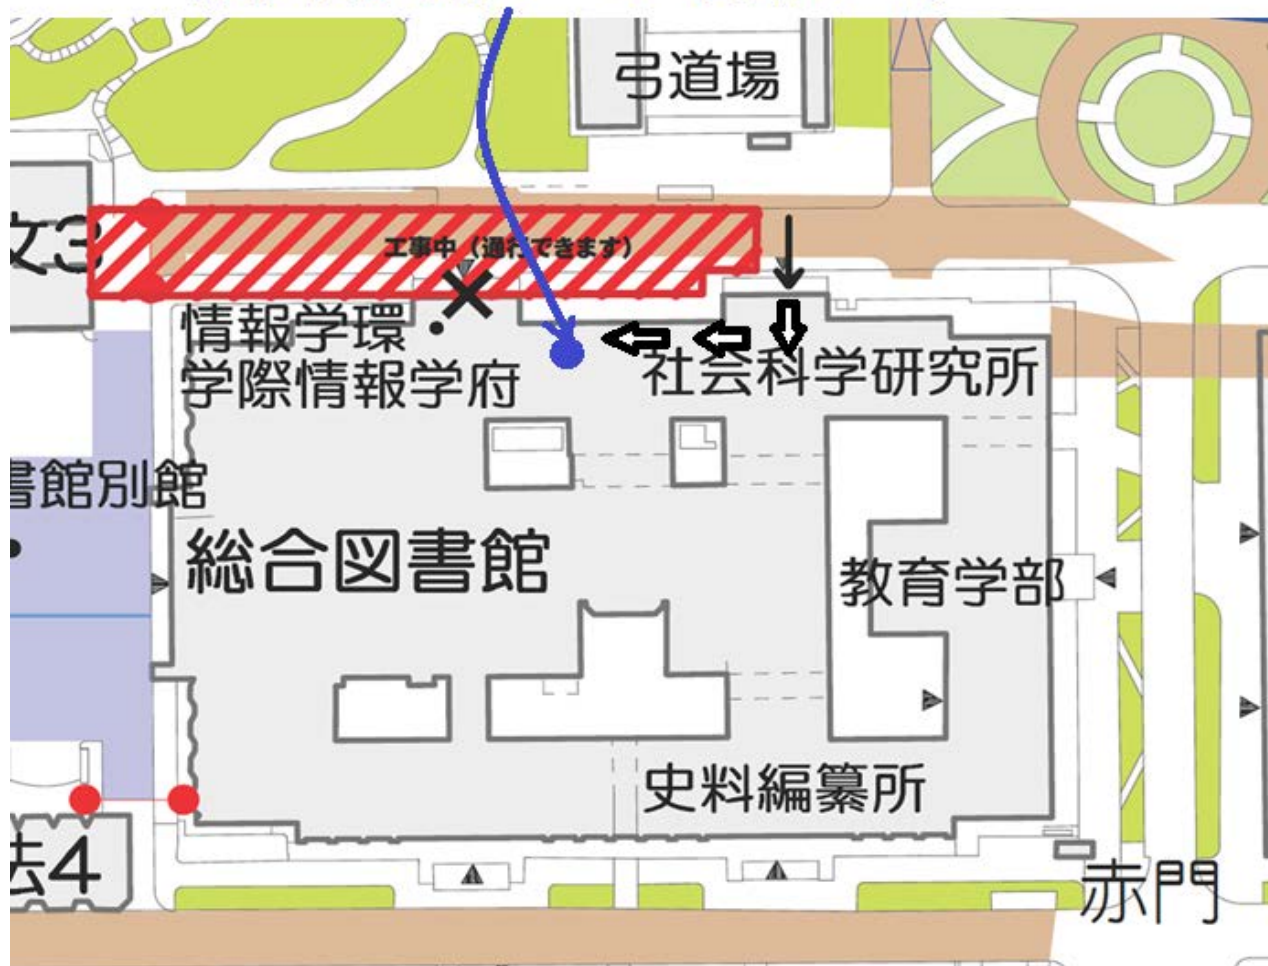 弓道場
文3
工事中（通行できます）
情報学環・
学際情報学府
社会科学研究所
書館別館
総合図書館
教育学部
史料編纂所
法4
赤門